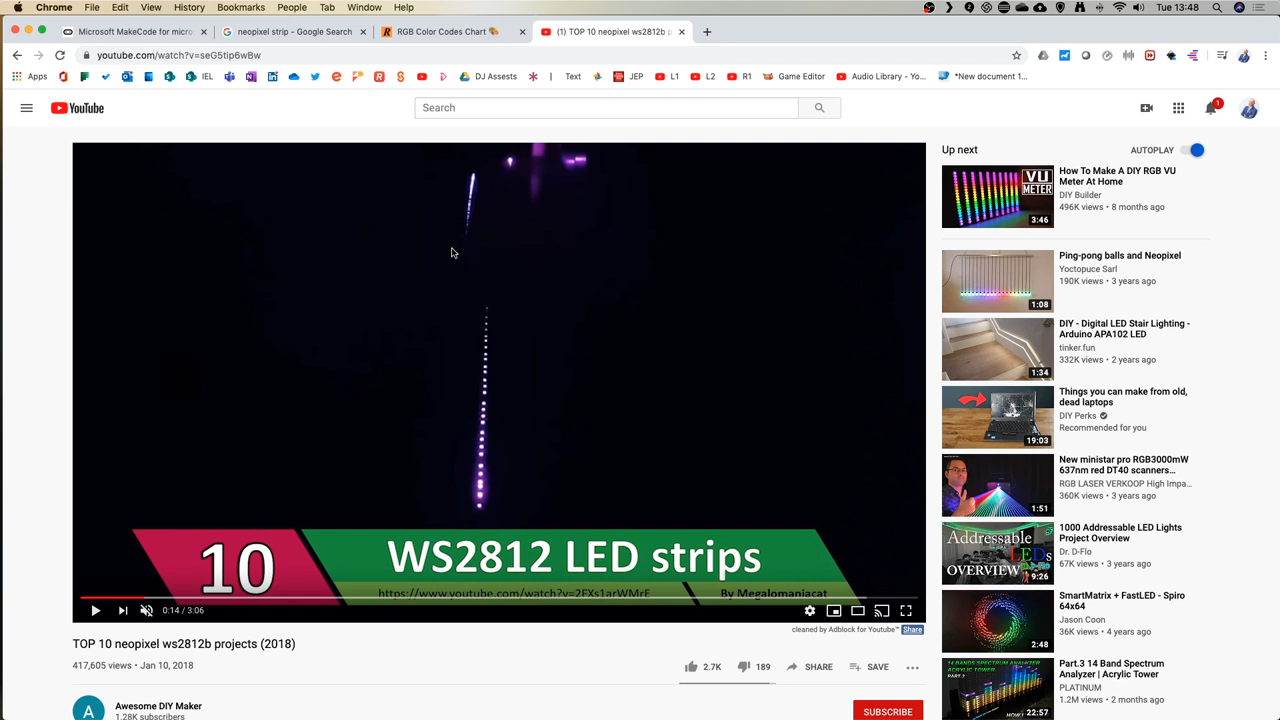 Chrome File Edit View History Bookmarks People Tab Window Help Tue 13:48
Microsoft MakeCode for micro: neopixel strip - Google Search RGB Color Codes Chart (1) TOP 10 neopixel ws2812b p
youtube.com/watch?v=seG5tip6wBw
Apps IEL DJ Assests Text JEP L1 L2 R1 Game Editor Audio Library - Yo... *New document 1...
YouTube Search 1
Up next AUTOPLAY
How To Make A DIY RGB VU Meter At Home
DIY Builder
496K views • 8 months ago
VU METER
3:46
Ping-pong balls and Neopixel
Yoctopuce Sarl
190K views • 3 years ago
1:08
DIY - Digital LED Stair Lighting - Arduino APA102 LED
tinker.fun
332K views • 2 years ago
1:34
Things you can make from old, dead laptops
DIY Perks
Recommended for you
19:03
New ministar pro RGB3000mW 637nm red DT40 scanners...
RGB LASER VERKOOP High Impa...
360K views • 3 years ago
1:51
1000 Addressable LED Lights Project Overview
Dr. D-Flo
67K views • 3 years ago
Addressable LEDs OVERVIEW
9:26
SmartMatrix + FastLED - Spiro 64x64
Jason Coon
36K views • 4 years ago
2:48
Part.3 14 Band Spectrum Analyzer | Acrylic Tower
PLATINUM
1.2M views • 2 months ago
14 BANDS SPECTRUM ANALYZER
22:57
10 WS2812 LED strips
https://www.youtube.com/watch?v=2FXs1arWMrE By Megalomaniacat
0:14 / 3:06
cleaned by Adblock for Youtube™ Share
TOP 10 neopixel ws2812b projects (2018)
417,605 views • Jan 10, 2018 2.7K 189 SHARE SAVE
A Awesome DIY Maker
1.28K subscribers
SUBSCRIBE